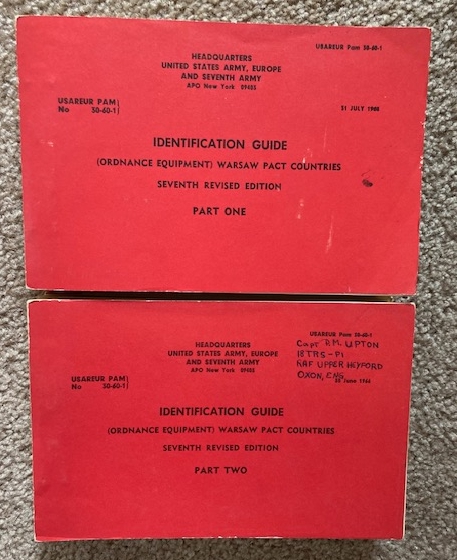 USAREUR Pam 30-60-1
HEADQUARTERS
UNITED STATES ARMY, EUROPE
AND SEVENTH ARMY
APO New York 09403
USAREUR PAM)
No 30-60-1)
31 JULY 1966
IDENTIFICATION GUIDE
(ORDNANCE EQUIPMENT) WARSAW PACT COUNTRIES
SEVENTH REVISED EDITION
PART ONE
USAREUR Pam 30-60-1
Capt D.M. UPTON
18 TRS - P1
RAF UPPER HEYFORD
OXON, ENG
HEADQUARTERS
UNITED STATES ARMY, EUROPE
AND SEVENTH ARMY
APO New York 09403
USAREUR PAM)
No 30-60-1)
June 1966
IDENTIFICATION GUIDE
(ORDNANCE EQUIPMENT) WARSAW PACT COUNTRIES
SEVENTH REVISED EDITION
PART TWO